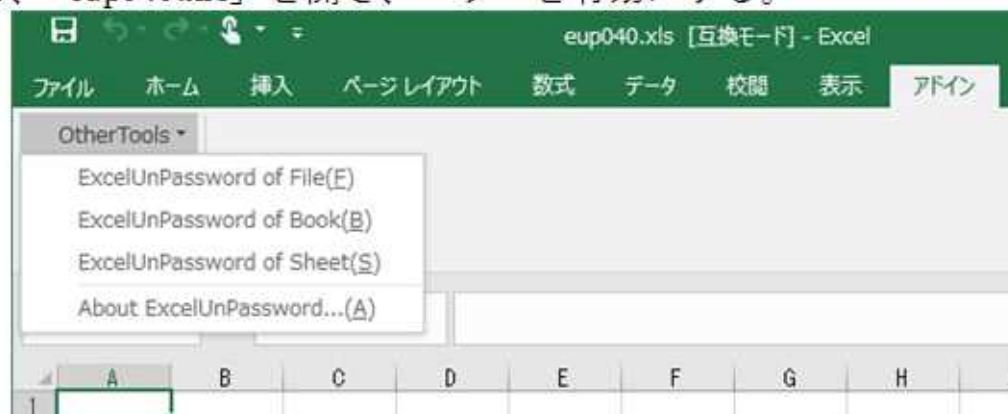 eup040.xls [互換モード] - Excel
ファイル ホーム 挿入 ページ レイアウト 数式 データ 校閲 表示 アドイン
OtherTools
ExcelUnPassword of File(F)
ExcelUnPassword of Book(B)
ExcelUnPassword of Sheet(S)
About ExcelUnPassword...(A)
A B C D E F G H
1